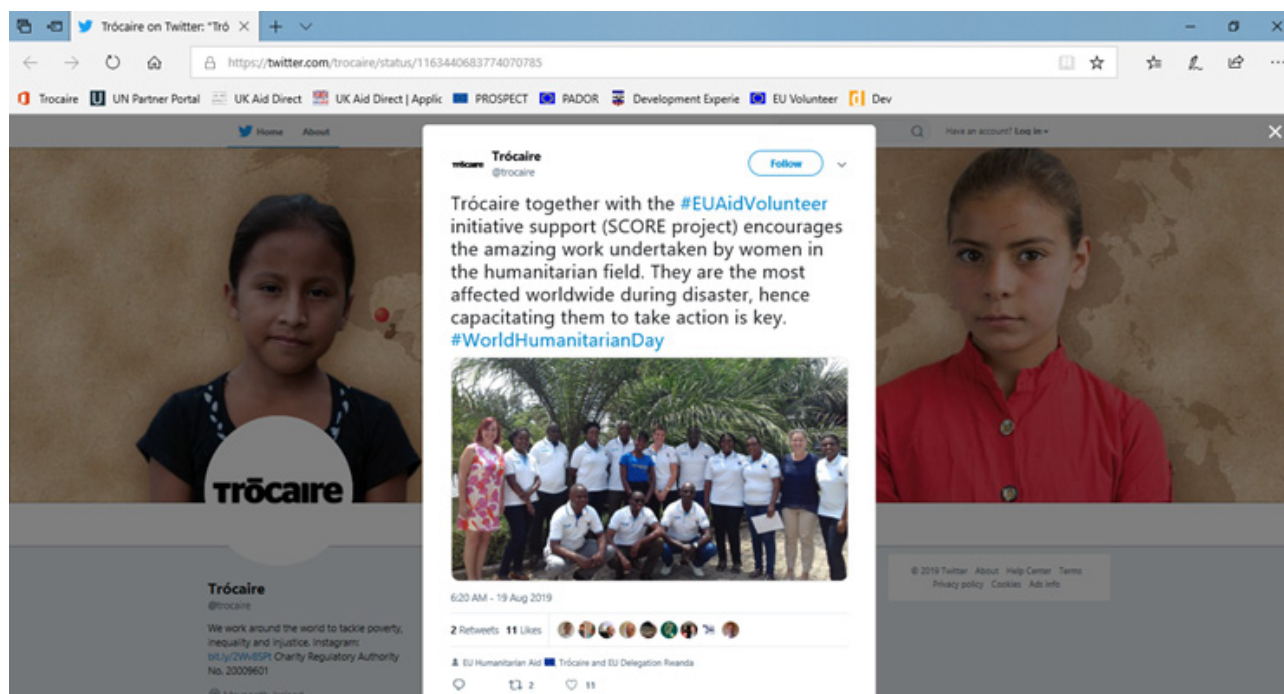 Trócaire on Twitter: "Tró
https://twitter.com/trocaire/status/1163440683774070785
Trocaire UN Partner Portal UK Aid Direct UK Aid Direct | Applic PROSPECT PADOR Development Experie EU Volunteer Dev
Home About
Have an account? Log in
Trócaire
@trocaire
Follow
Trócaire together with the #EUAidVolunteer
initiative support (SCORE project) encourages
the amazing work undertaken by women in
the humanitarian field. They are the most
affected worldwide during disaster, hence
capacitating them to take action is key.
#WorldHumanitarianDay
6:20 AM - 19 Aug 2019
2 Retweets 11 Likes
EU Humanitarian Aid, Trócaire and EU Delegation Rwanda
2 11
Trōcaire
Trócaire
@trocaire
We work around the world to tackle poverty,
inequality and injustice. Instagram:
bit.ly/2Wv8SPt Charity Regulatory Authority
No. 20009601
© 2019 Twitter About Help Center Terms
Privacy policy Cookies Ads info